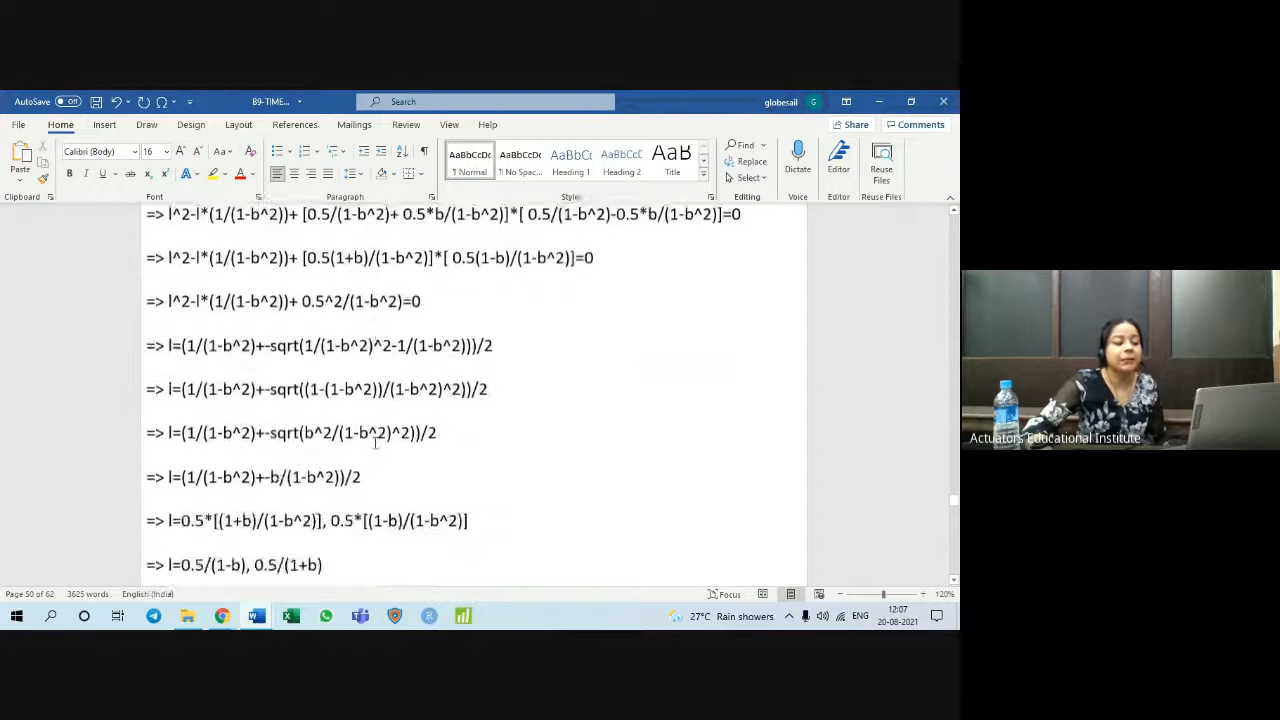 AutoSave Off B9-TIME... Search globesail G
File Home Insert Draw Design Layout References Mailings Review View Help Share Comments
Calibri (Body) 16 AaBbCcDc AaBbCcDc AaBbCc AaBbCcD AaB Find
Paste ¶ Normal ¶ No Spac... Heading 1 Heading 2 Title Replace Select Dictate Editor Reuse Files
Clipboard Font Paragraph Styles Editing Voice Editor Reuse Files
=> l^2-l*(1/(1-b^2))+ [0.5/(1-b^2)+ 0.5*b/(1-b^2)]*[ 0.5/(1-b^2)-0.5*b/(1-b^2)]=0
=> l^2-l*(1/(1-b^2))+ [0.5(1+b)/(1-b^2)]*[ 0.5(1-b)/(1-b^2)]=0
=> l^2-l*(1/(1-b^2))+ 0.5^2/(1-b^2)=0
=> l=(1/(1-b^2)+-sqrt(1/(1-b^2)^2-1/(1-b^2)))/2
=> l=(1/(1-b^2)+-sqrt((1-(1-b^2))/(1-b^2)^2))/2
=> l=(1/(1-b^2)+-sqrt(b^2/(1-b^2)^2))/2
=> l=(1/(1-b^2)+-b/(1-b^2))/2
=> l=0.5*[(1+b)/(1-b^2)], 0.5*[(1-b)/(1-b^2)]
=> l=0.5/(1-b), 0.5/(1+b)
Page 50 of 62 3625 words English (India) Focus 120%
27°C Rain showers ENG 12:07
20-08-2021
Actuators Educational Institute